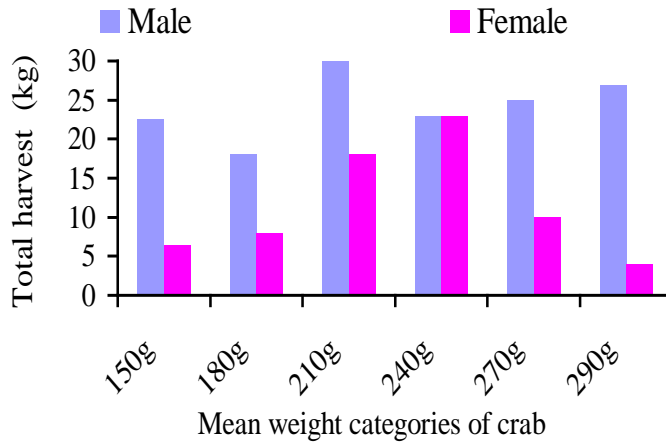 Male Female
Total harvest (kg)
30
25
20
15
10
5
0
150g 180g 210g 240g 270g 290g
Mean weight categories of crab